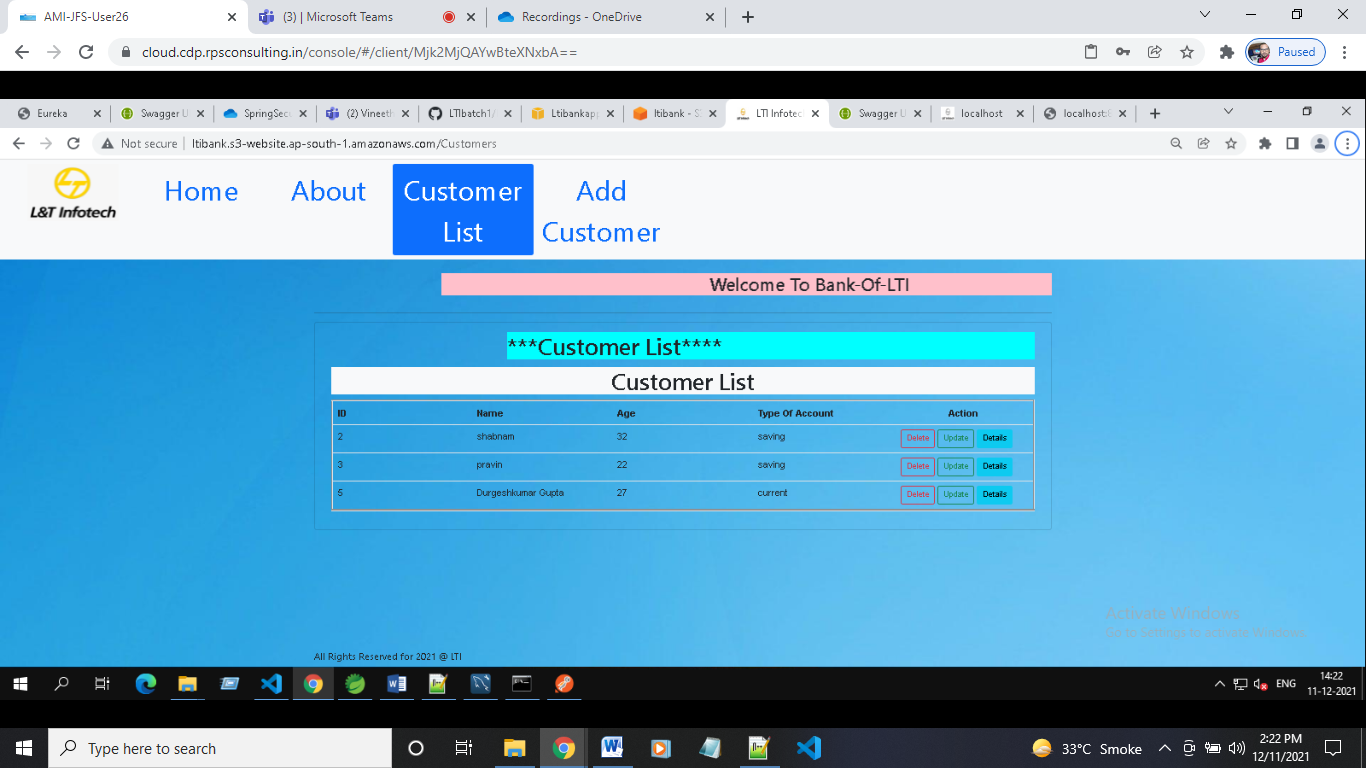 AMI-JFS-User26
(3) | Microsoft Teams
Recordings - OneDrive
cloud.cdp.rpsconsulting.in/console/#/client/Mjk2MjQAYwBteXNxbA==
Paused
Eureka
Swagger U
SpringSec
(2) Vineeth
LTIbatch1/
Ltibankapp
ltibank - S3
LTI Infotec
Swagger U
localhost
localhost:8
Not secure
ltibank.s3-website.ap-south-1.amazonaws.com/Customers
L&T Infotech
Home
About
Customer List
Add Customer
Welcome To Bank-Of-LTI
***Customer List****
Customer List
ID Name Age Type Of Account Action
2 shabnam 32 saving Delete Update Details
3 pravin 22 saving Delete Update Details
5 Durgeshkumar Gupta 27 current Delete Update Details
Activate Windows
Go to Settings to activate Windows.
All Rights Reserved for 2021 @ LTI
ENG
14:22
11-12-2021
Type here to search
33°C Smoke
2:22 PM
12/11/2021